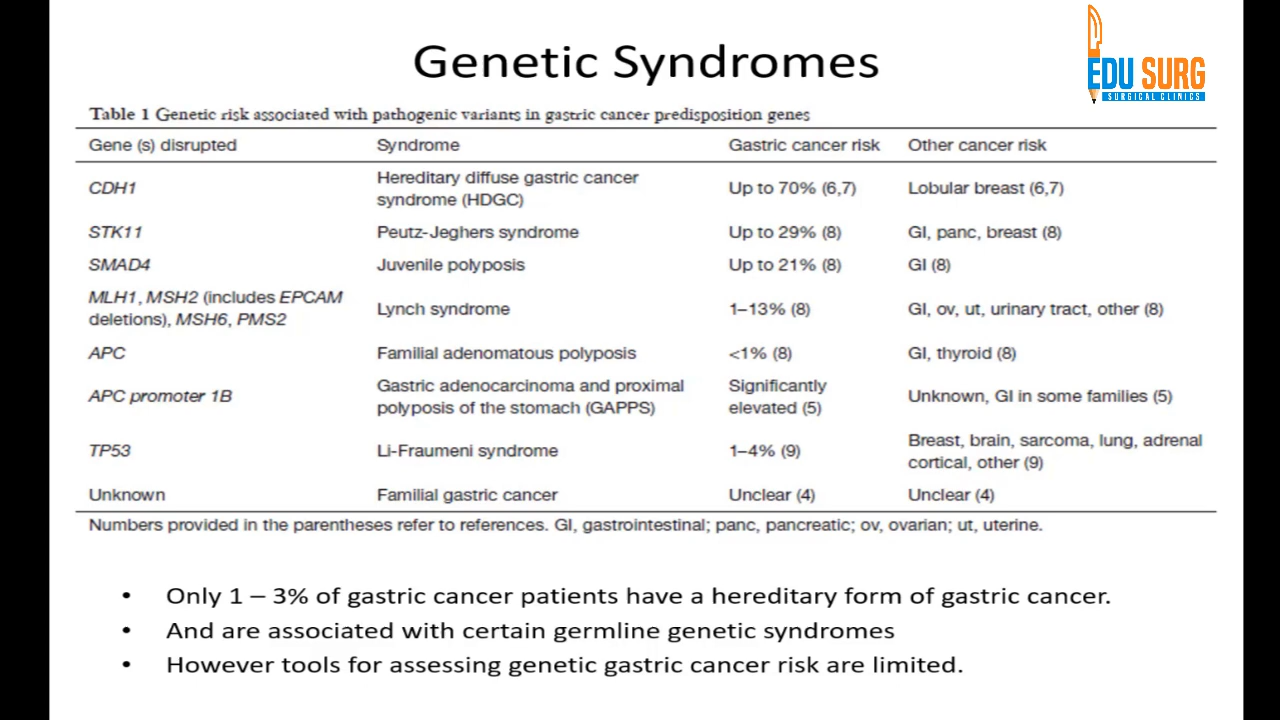 Genetic Syndromes
EDU SURG
SURGICAL CLINICS
Table 1 Genetic risk associated with pathogenic variants in gastric cancer predisposition genes
Gene (s) disrupted Syndrome Gastric cancer risk Other cancer risk
CDH1 Hereditary diffuse gastric cancer syndrome (HDGC) Up to 70% (6,7) Lobular breast (6,7)
STK11 Peutz-Jeghers syndrome Up to 29% (8) GI, panc, breast (8)
SMAD4 Juvenile polyposis Up to 21% (8) GI (8)
MLH1, MSH2 (includes EPCAM deletions), MSH6, PMS2 Lynch syndrome 1–13% (8) GI, ov, ut, urinary tract, other (8)
APC Familial adenomatous polyposis <1% (8) GI, thyroid (8)
APC promoter 1B Gastric adenocarcinoma and proximal polyposis of the stomach (GAPPS) Significantly elevated (5) Unknown, GI in some families (5)
TP53 Li-Fraumeni syndrome 1–4% (9) Breast, brain, sarcoma, lung, adrenal cortical, other (9)
Unknown Familial gastric cancer Unclear (4) Unclear (4)
Numbers provided in the parentheses refer to references. GI, gastrointestinal; panc, pancreatic; ov, ovarian; ut, uterine.
• Only 1 – 3% of gastric cancer patients have a hereditary form of gastric cancer.
• And are associated with certain germline genetic syndromes
• However tools for assessing genetic gastric cancer risk are limited.